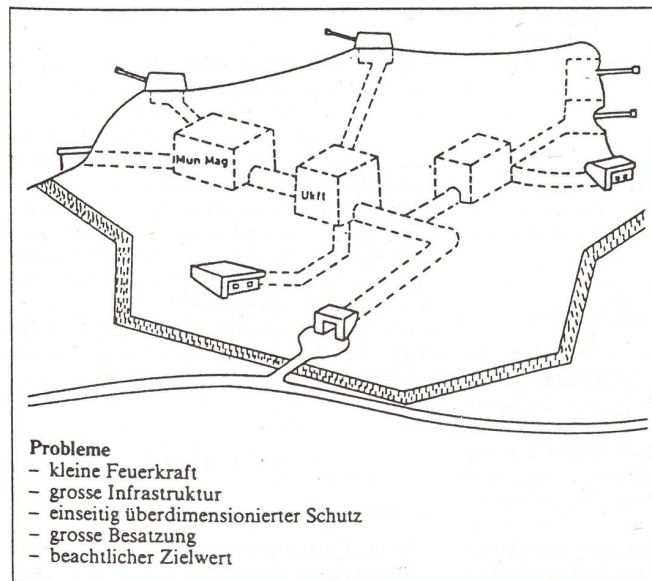 Mun Mag
Ukft
Probleme
– kleine Feuerkraft
– grosse Infrastruktur
– einseitig überdimensionierter Schutz
– grosse Besatzung
– beachtlicher Zielwert